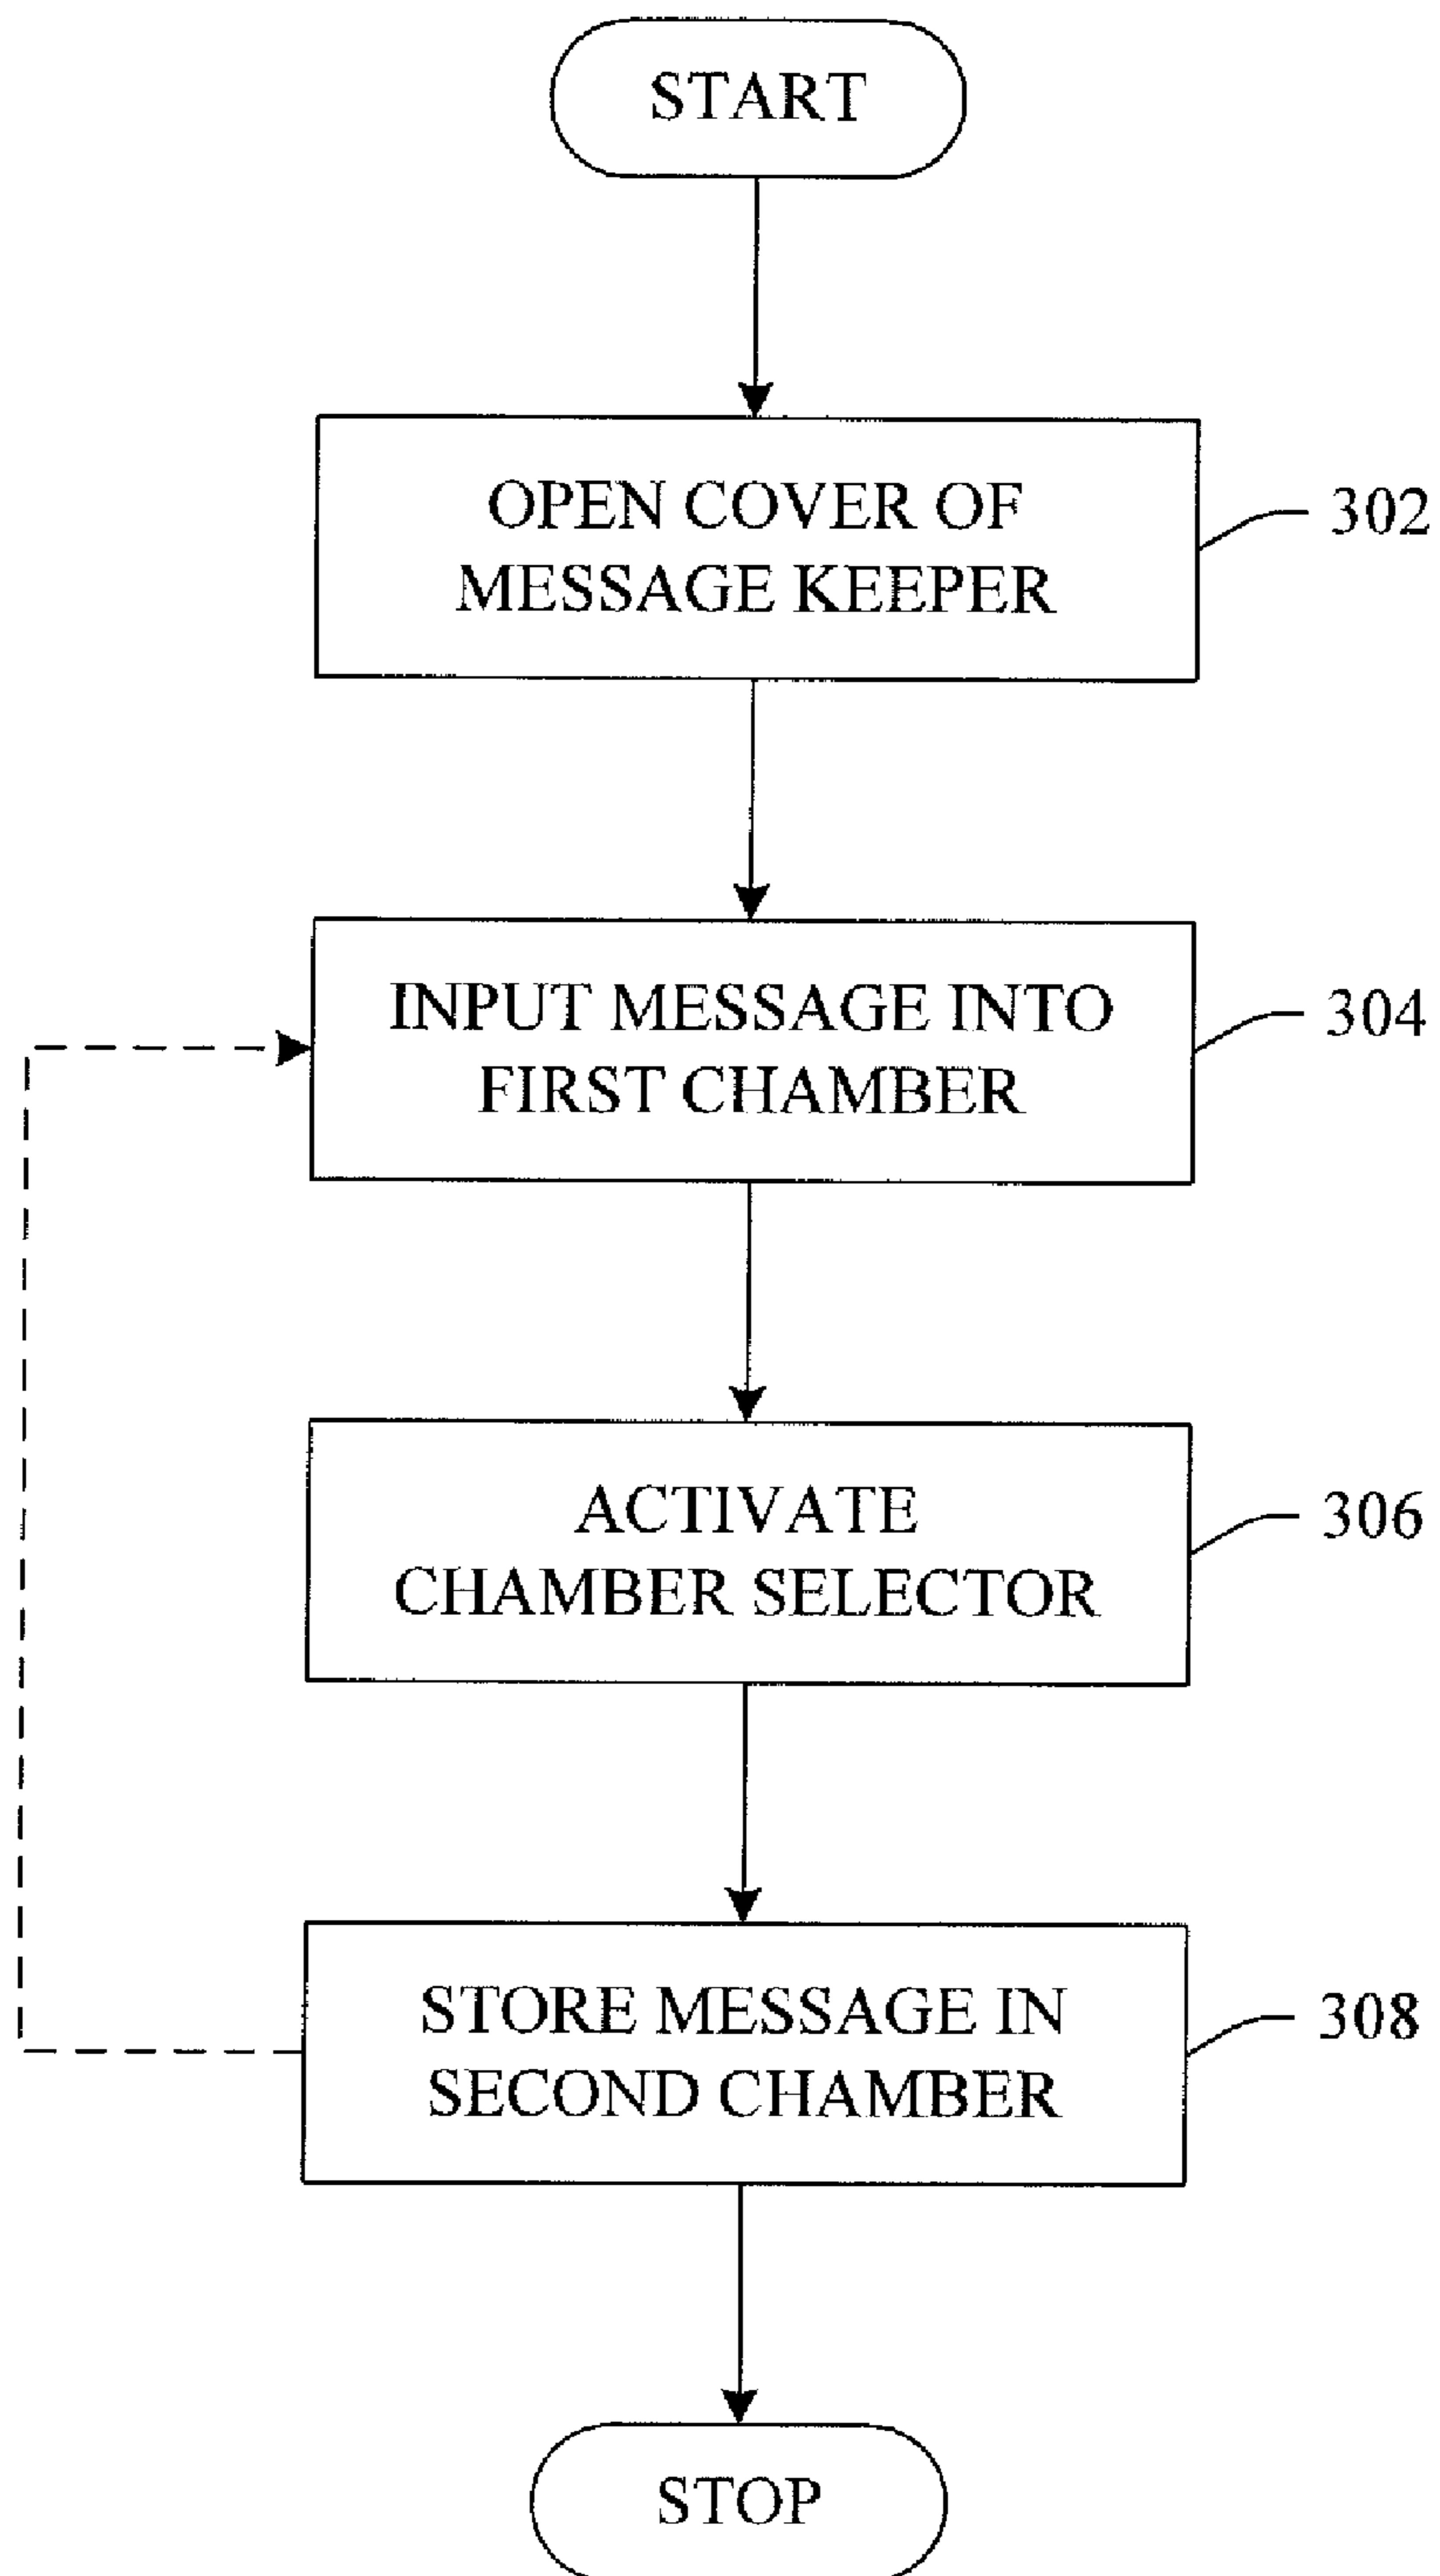 START
OPEN COVER OF
MESSAGE KEEPER
302
INPUT MESSAGE INTO
FIRST CHAMBER
304
ACTIVATE
CHAMBER SELECTOR
306
STORE MESSAGE IN
SECOND CHAMBER
308
STOP